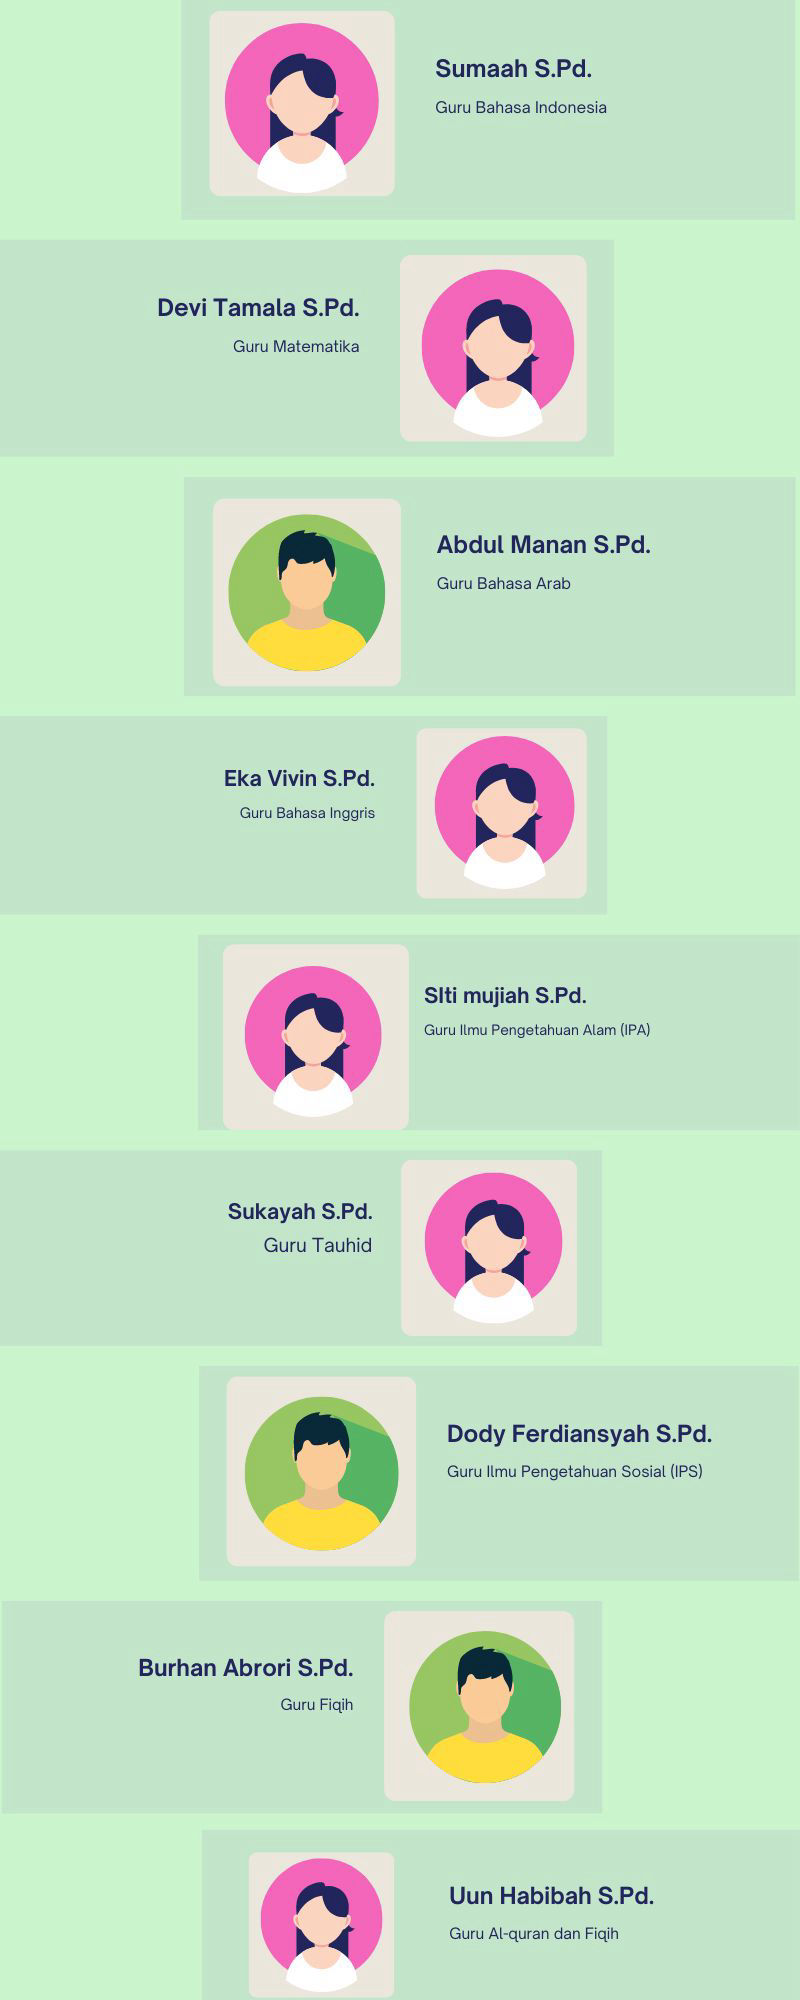 Sumaah S.Pd.
Guru Bahasa Indonesia
Devi Tamala S.Pd.
Guru Matematika
Abdul Manan S.Pd.
Guru Bahasa Arab
Eka Vivin S.Pd.
Guru Bahasa Inggris
SIti mujiah S.Pd.
Guru Ilmu Pengetahuan Alam (IPA)
Sukayah S.Pd.
Guru Tauhid
Dody Ferdiansyah S.Pd.
Guru Ilmu Pengetahuan Sosial (IPS)
Burhan Abrori S.Pd.
Guru Fiqih
Uun Habibah S.Pd.
Guru Al-quran dan Fiqih